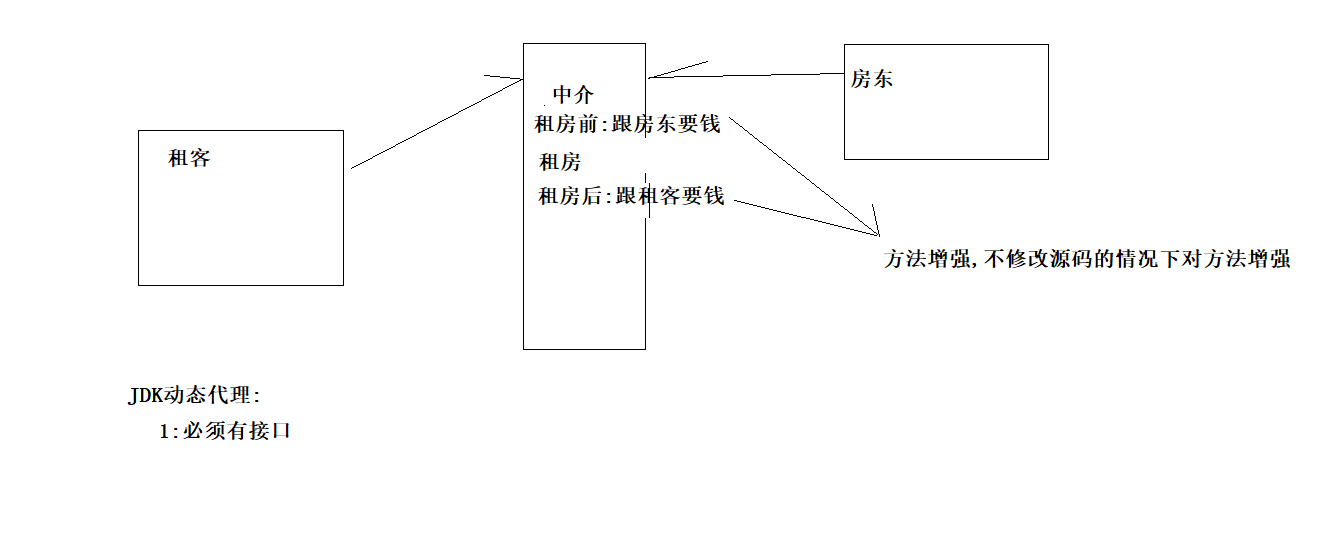 租客
中介
租房前:跟房东要钱
租房
租房后:跟租客要钱
房东
方法增强,不修改源码的情况下对方法增强
JDK动态代理:
1:必须有接口